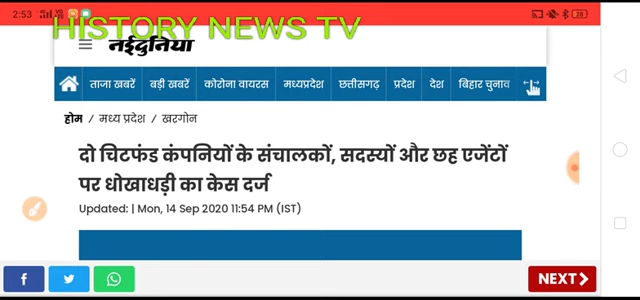 2:53
HISTORY NEWS TV
नईदुनिया
ताजा खबरें बड़ी खबरें कोरोना वायरस मध्यप्रदेश छत्तीसगढ़ प्रदेश देश बिहार चुनाव
होम / मध्य प्रदेश / खरगोन
दो चिटफंड कंपनियों के संचालकों, सदस्यों और छह एजेंटों
पर धोखाधड़ी का केस दर्ज
Updated: | Mon, 14 Sep 2020 11:54 PM (IST)
NEXT